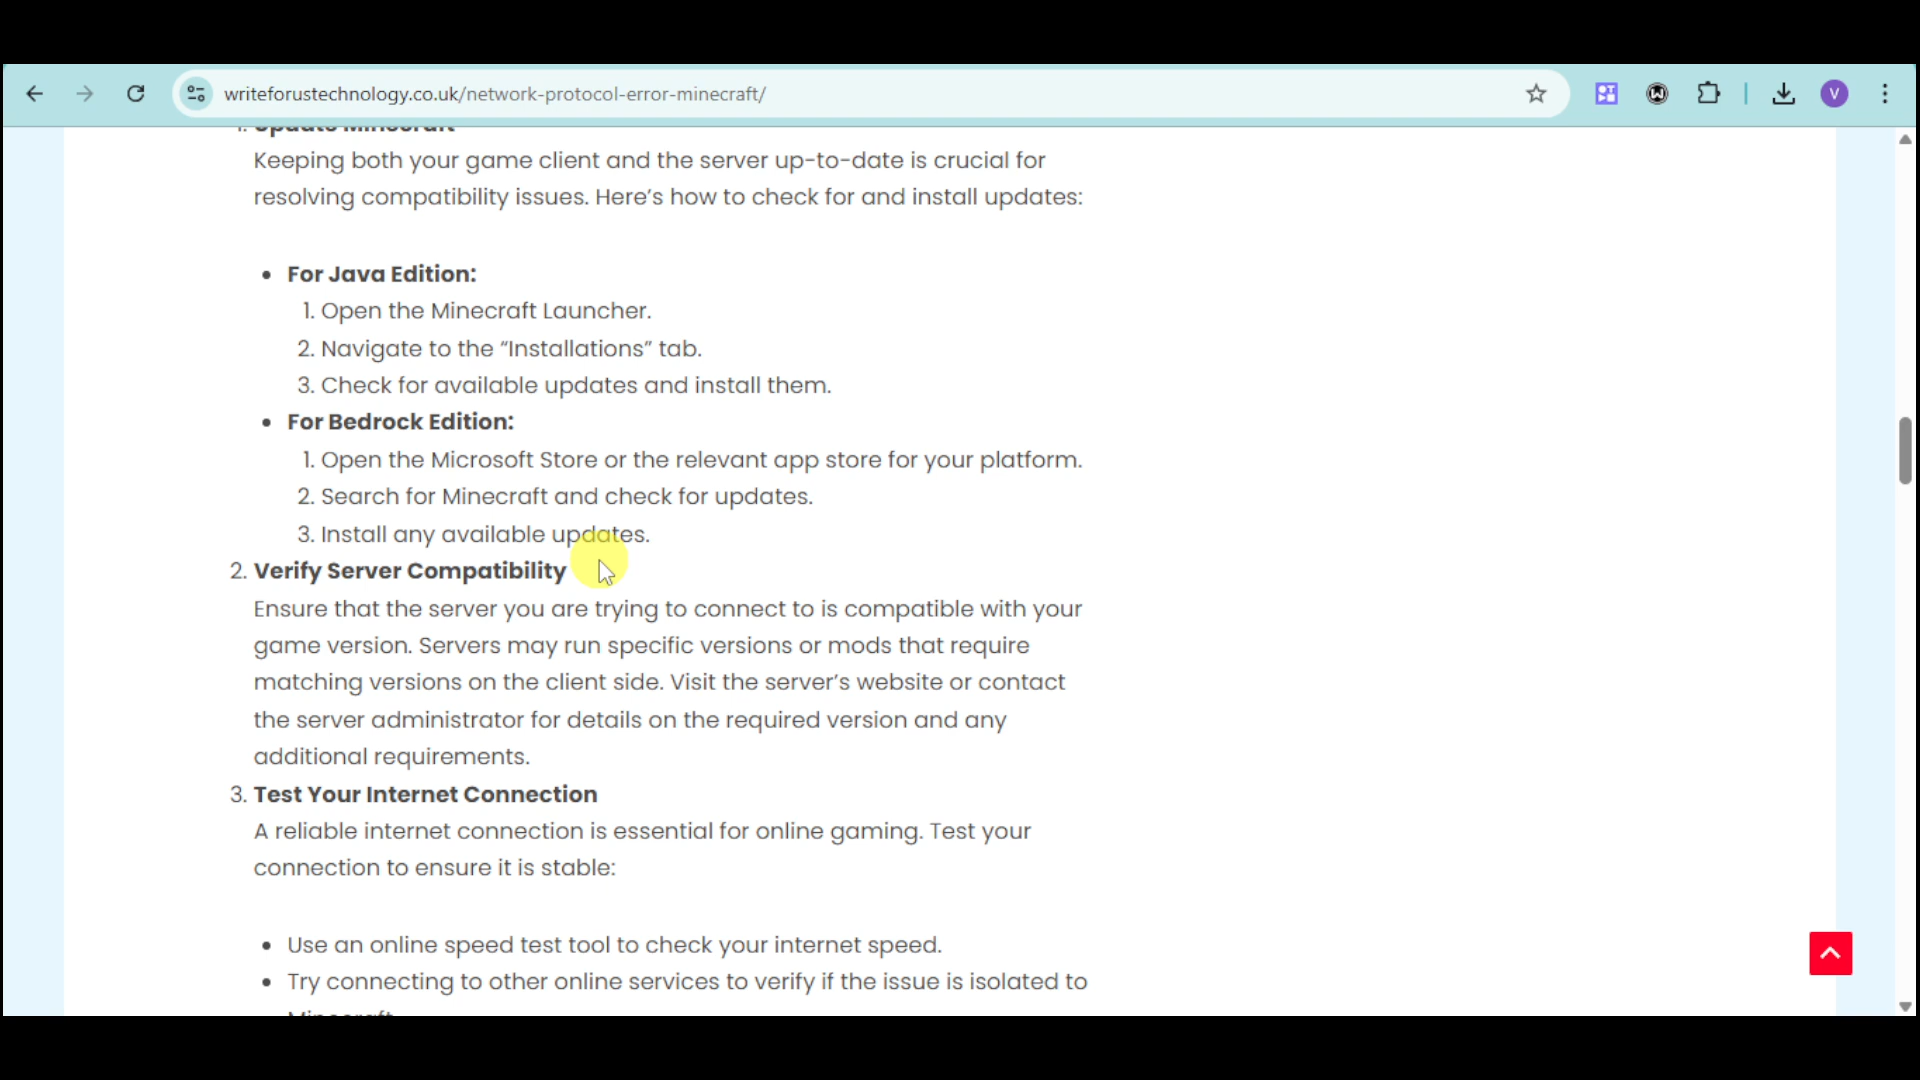 writeforustechnology.co.uk/network-protocol-error-minecraft/
V
1. Update Minecraft
Keeping both your game client and the server up-to-date is crucial for
resolving compatibility issues. Here’s how to check for and install updates:
• For Java Edition:
1. Open the Minecraft Launcher.
2. Navigate to the “Installations” tab.
3. Check for available updates and install them.
• For Bedrock Edition:
1. Open the Microsoft Store or the relevant app store for your platform.
2. Search for Minecraft and check for updates.
3. Install any available updates.
2. Verify Server Compatibility
Ensure that the server you are trying to connect to is compatible with your
game version. Servers may run specific versions or mods that require
matching versions on the client side. Visit the server’s website or contact
the server administrator for details on the required version and any
additional requirements.
3. Test Your Internet Connection
A reliable internet connection is essential for online gaming. Test your
connection to ensure it is stable:
• Use an online speed test tool to check your internet speed.
• Try connecting to other online services to verify if the issue is isolated to
Minecraft